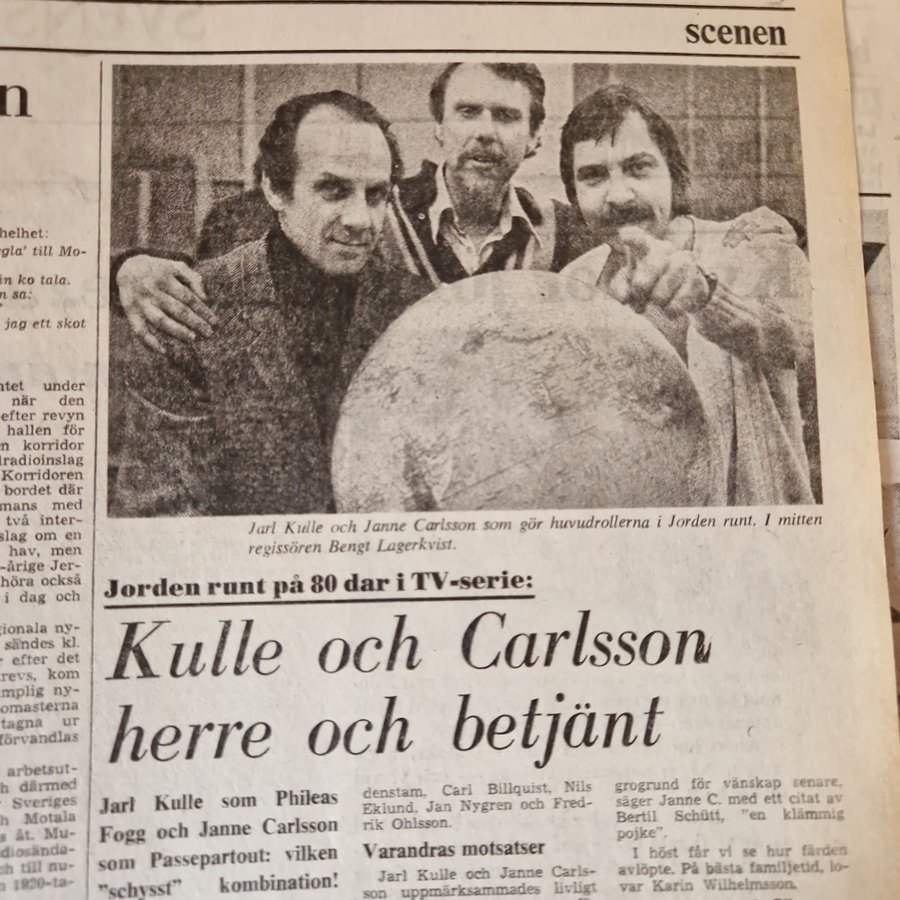 scenen
n
helhet:
gla' till Mo-
in ko tala.
n sa:
jag ett skot
ntet under
när den
efter revyn
hallen för
n korridor
lradioinslag
Korridoren
bordet där
mans med
två inter-
slag om en
hav, men
-årige Jer-
höra också
i dag och
gionala ny-
sändes kl.
r efter det
revs, kom
mplig ny-
omasterna
tagna ur
förvandlas
arbetsut-
h därmed
Sveriges
h Motala
s åt. Mu-
diosända-
ch till nu-
n 1920-ta-
Jarl Kulle och Janne Carlsson som gör huvudrollerna i Jorden runt. I mitten
regissören Bengt Lagerkvist.
Jorden runt på 80 dar i TV-serie:
Kulle och Carlsson
herre och betjänt
Jarl Kulle som Phileas
Fogg och Janne Carlsson
som Passepartout: vilken
"schysst" kombination!
denstam, Carl Billquist, Nils
Eklund, Jan Nygren och Fred-
rik Ohlsson.
Varandras motsatser
Jarl Kulle och Janne Carls-
son uppmärksammades livligt
grogrund för vänskap senare,
säger Janne C. med ett citat av
Bertil Schütt, "en klämmig
pojke".
I höst får vi se hur färden
avlöpte. På bästa familjetid, lo-
var Karin Wilhelmsson.